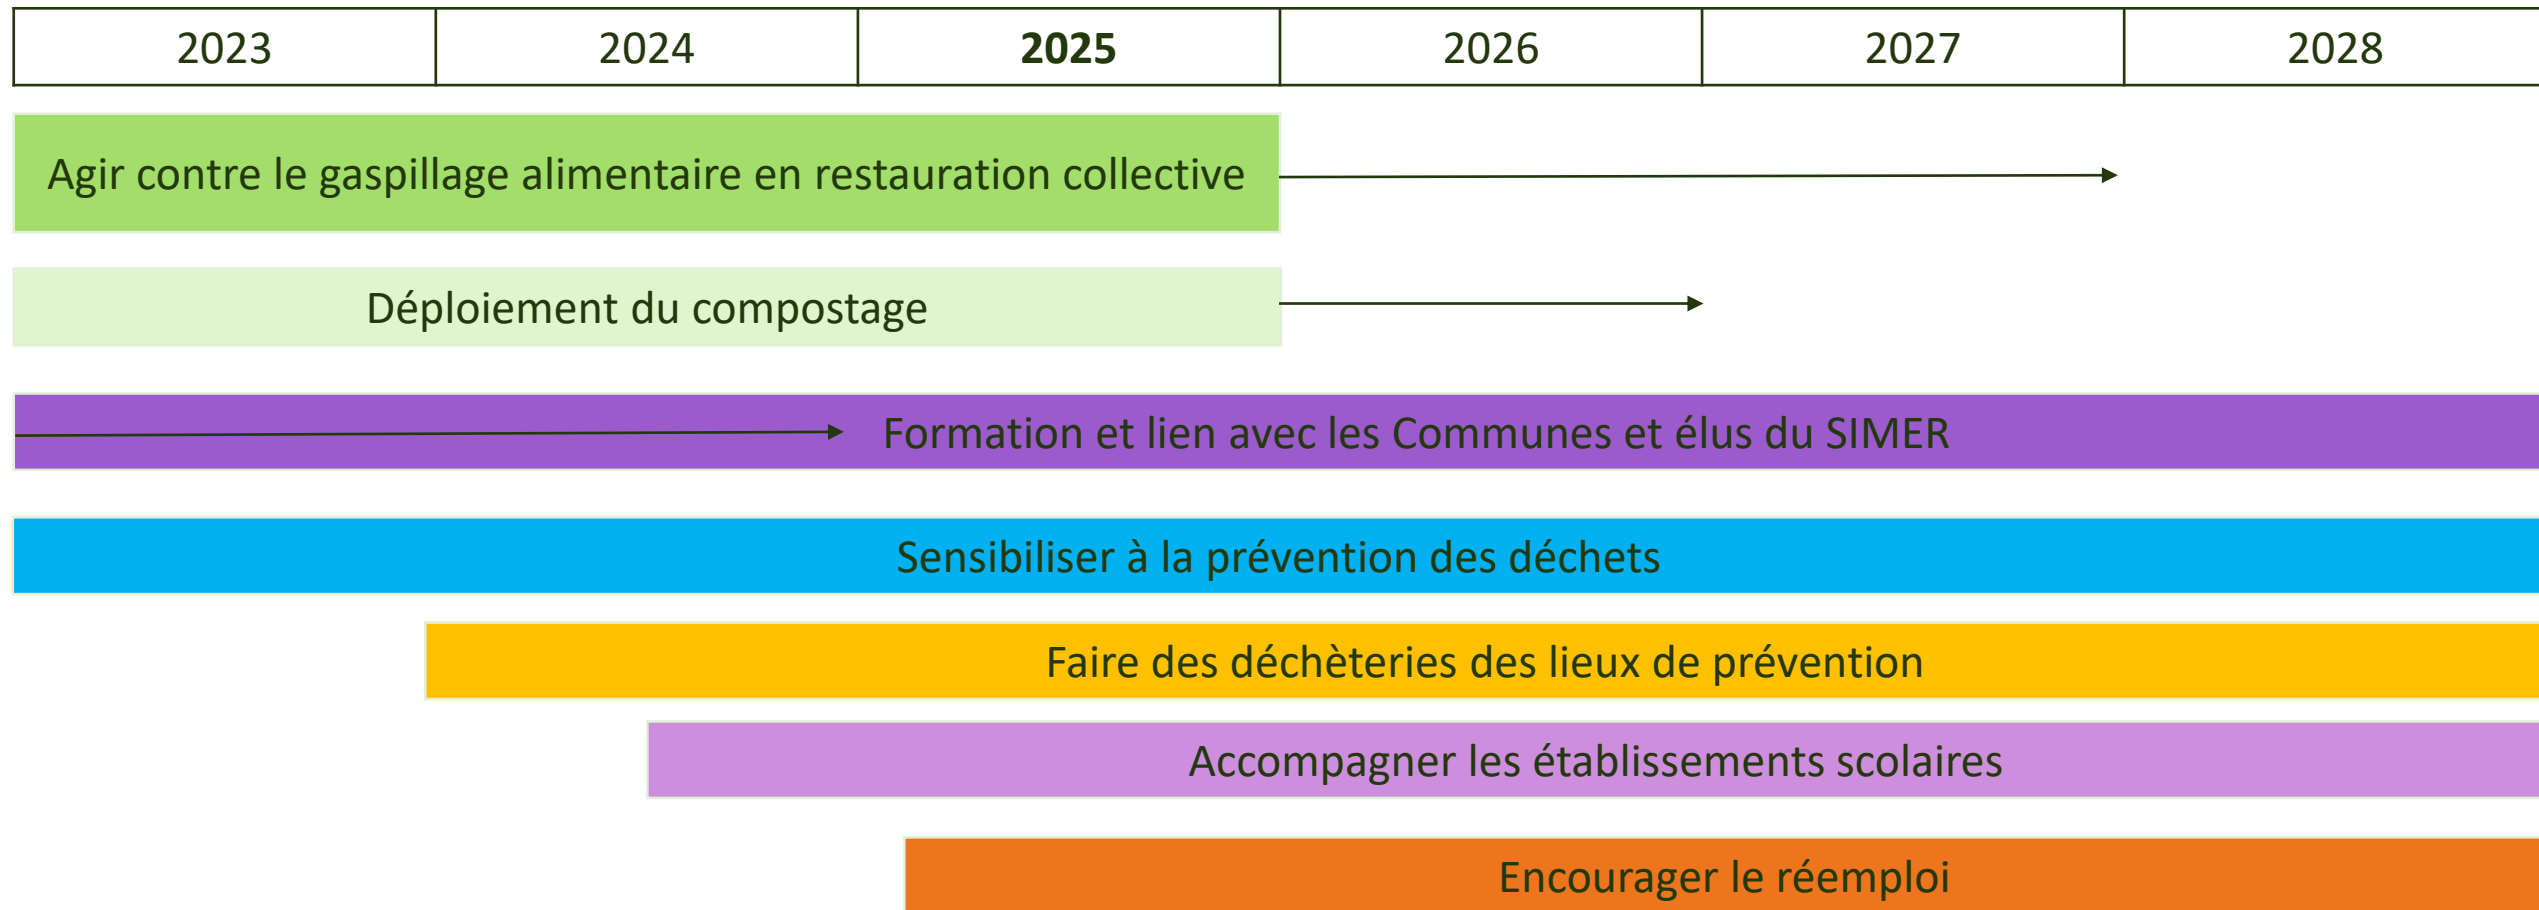 2023 2024 2025 2026 2027 2028
Agir contre le gaspillage alimentaire en restauration collective
Déploiement du compostage
Formation et lien avec les Communes et élus du SIMER
Sensibiliser à la prévention des déchets
Faire des déchèteries des lieux de prévention
Accompagner les établissements scolaires
Encourager le réemploi